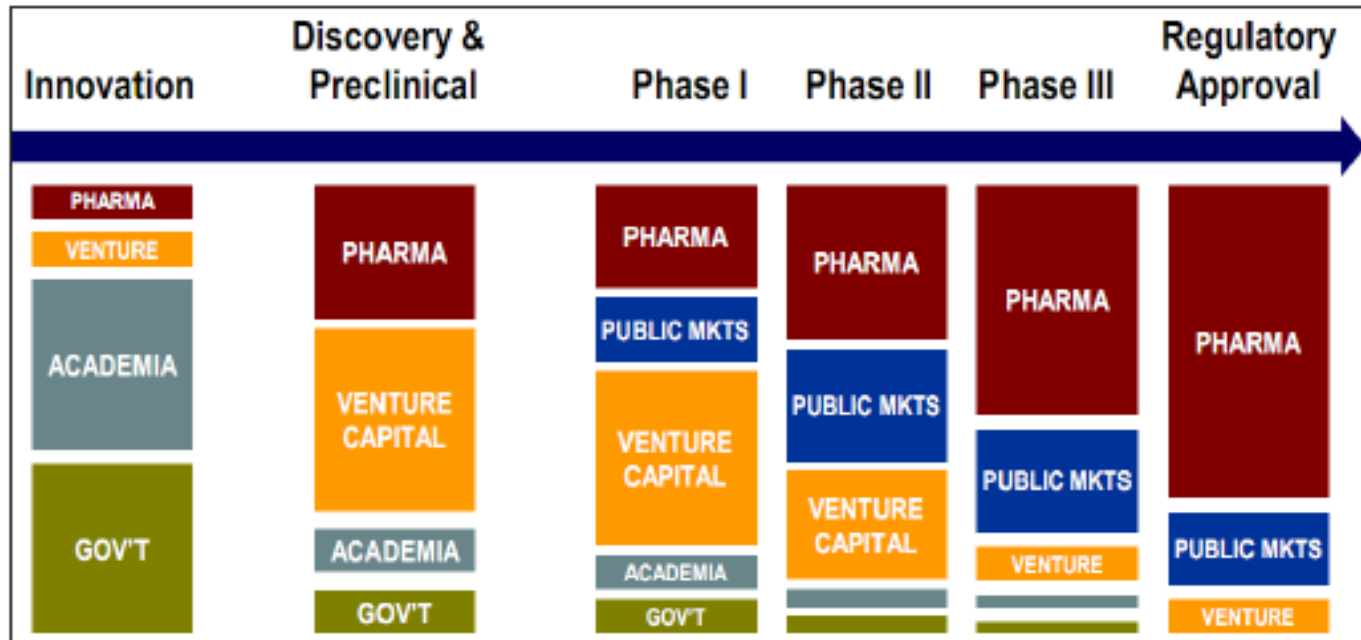 Innovation
Discovery &
Preclinical
Phase I
Phase II
Phase III
Regulatory
Approval
PHARMA
VENTURE
ACADEMIA
GOV'T
PHARMA
VENTURE
CAPITAL
ACADEMIA
GOV'T
PHARMA
PUBLIC MKTS
VENTURE
CAPITAL
ACADEMIA
GOV'T
PHARMA
PUBLIC MKTS
VENTURE
CAPITAL
PHARMA
PUBLIC MKTS
VENTURE
PHARMA
PUBLIC MKTS
VENTURE